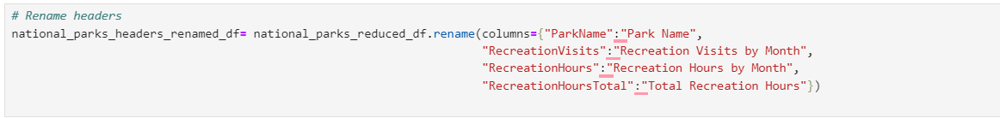 # Rename headers
national_parks_headers_renamed_df= national_parks_reduced_df.rename(columns={"ParkName":"Park Name",
"RecreationVisits":"Recreation Visits by Month",
"RecreationHours":"Recreation Hours by Month",
"RecreationHoursTotal":"Total Recreation Hours"})